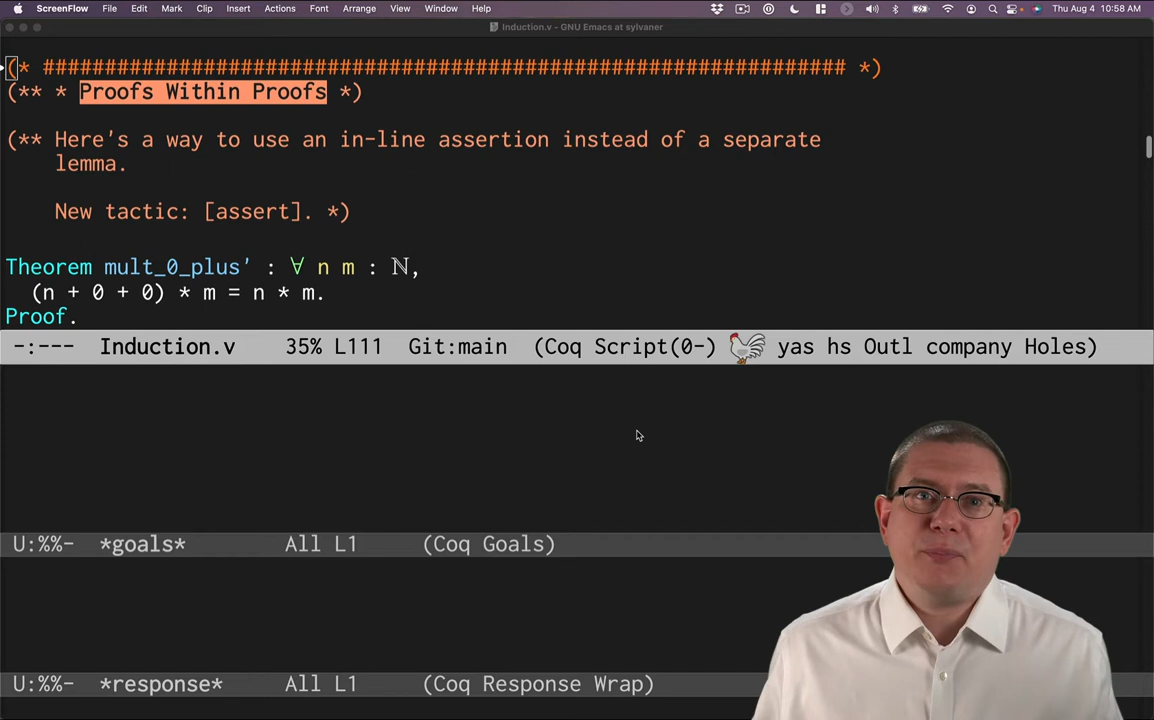 ScreenFlow File Edit Mark Clip Insert Actions Font Arrange View Window Help Thu Aug 4 10:58 AM
Induction.v - GNU Emacs at sylvaner
(* ################################################################## *)
(** * Proofs Within Proofs *)
(** Here's a way to use an in-line assertion instead of a separate
lemma.
New tactic: [assert]. *)
Theorem mult_0_plus' : ∀ n m : ℕ,
(n + 0 + 0) * m = n * m.
Proof.
-:--- Induction.v 35% L111 Git:main (Coq Script(0-) yas hs Outl company Holes)
U:%%- *goals* All L1 (Coq Goals)
U:%%- *response* All L1 (Coq Response Wrap)